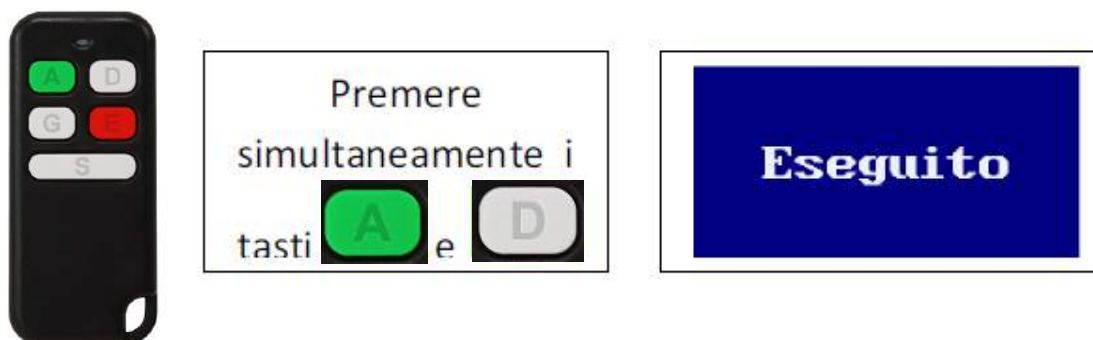 A D
G E
S
Premere
simultaneamente i
tasti A e D
Eseguito